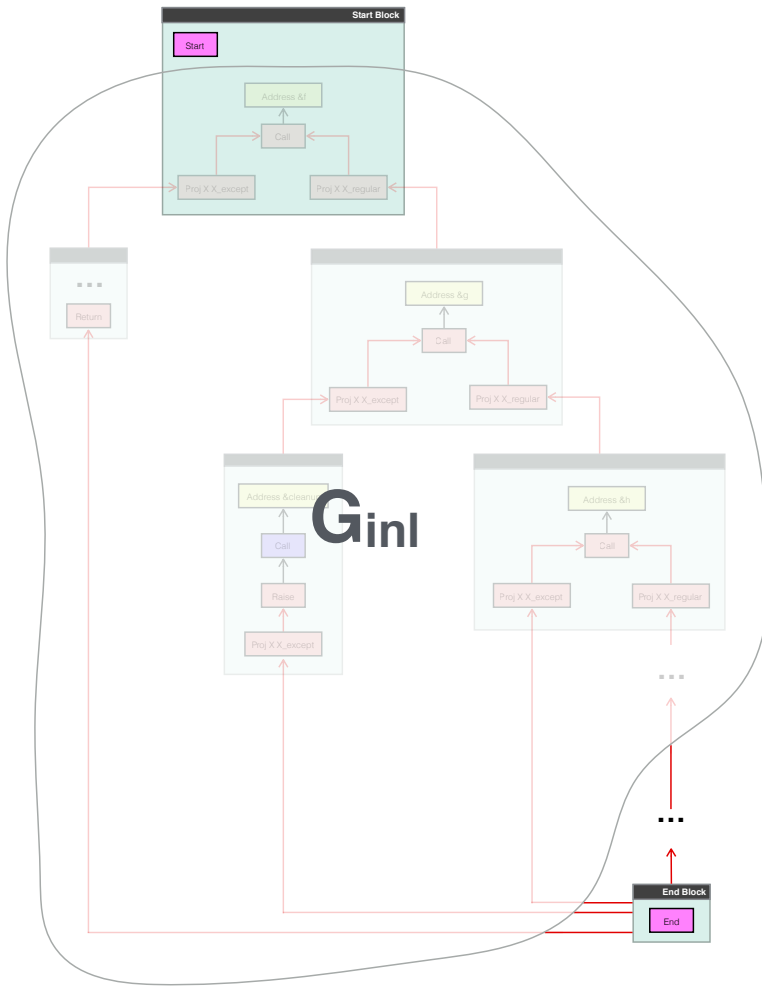 Start Block
Start
Address &f
Call
Proj X X_except
Proj X X_regular
...
Return
Address &g
Call
Proj X X_except
Proj X X_regular
Address &cleanup
Call
Raise
Proj X X_except
Ginl
Address &h
Call
Proj X X_except
Proj X X_regular
...
...
End Block
End